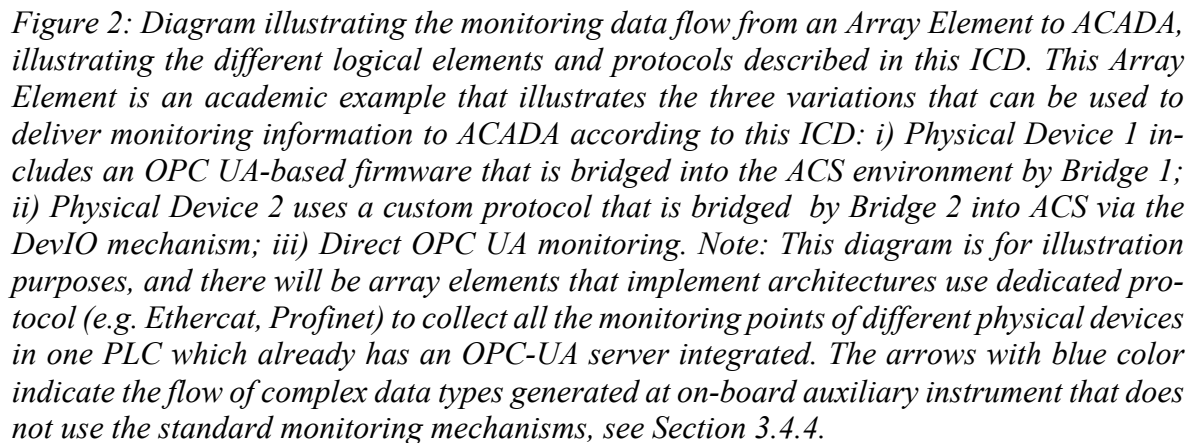 Figure 2: Diagram illustrating the monitoring data flow from an Array Element to ACADA,
illustrating the different logical elements and protocols described in this ICD. This Array
Element is an academic example that illustrates the three variations that can be used to
deliver monitoring information to ACADA according to this ICD: i) Physical Device 1 in-
cludes an OPC UA-based firmware that is bridged into the ACS environment by Bridge 1;
ii) Physical Device 2 uses a custom protocol that is bridged by Bridge 2 into ACS via the
DevIO mechanism; iii) Direct OPC UA monitoring. Note: This diagram is for illustration
purposes, and there will be array elements that implement architectures use dedicated pro-
tocol (e.g. Ethercat, Profinet) to collect all the monitoring points of different physical devices
in one PLC which already has an OPC-UA server integrated. The arrows with blue color
indicate the flow of complex data types generated at on-board auxiliary instrument that does
not use the standard monitoring mechanisms, see Section 3.4.4.